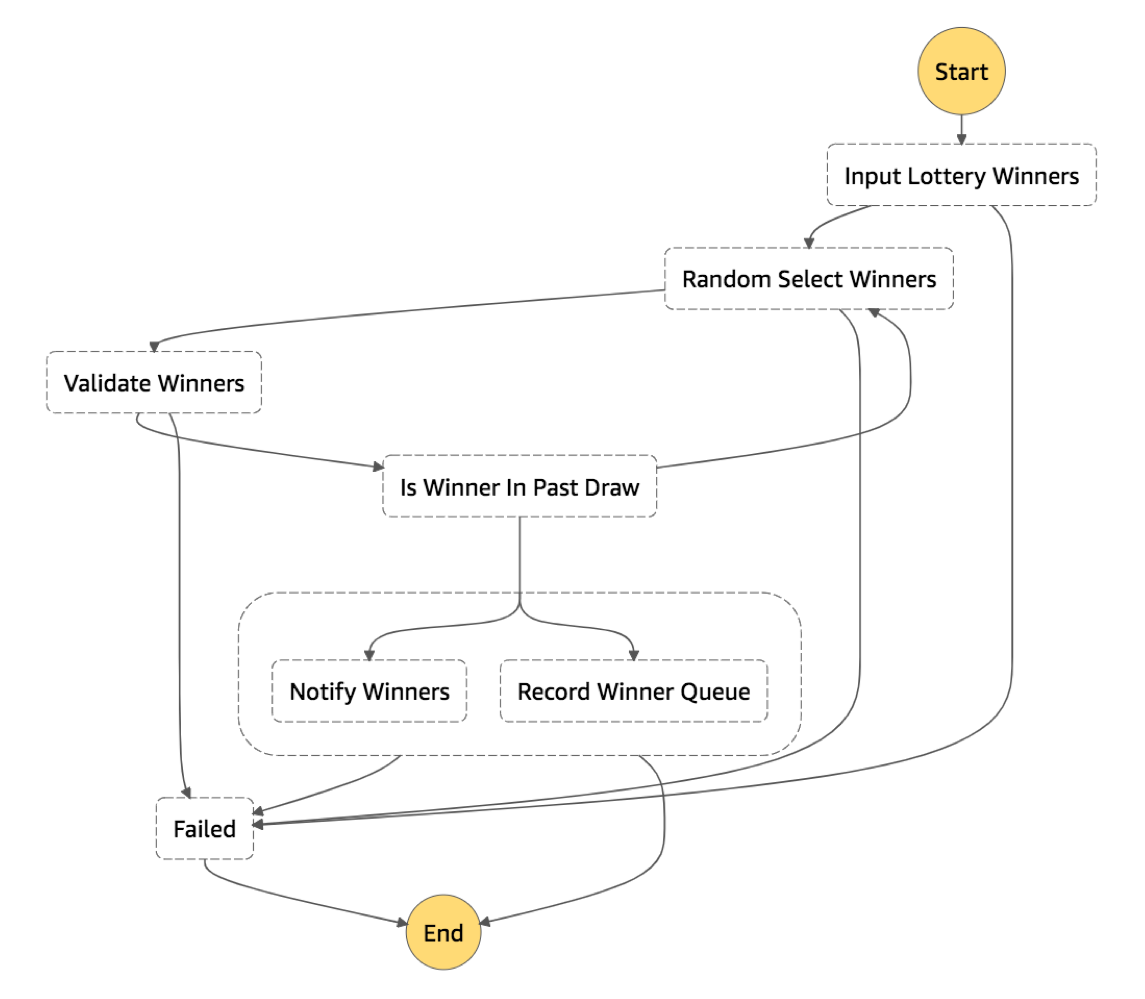 Start
Input Lottery Winners
Random Select Winners
Validate Winners
Is Winner In Past Draw
Notify Winners
Record Winner Queue
Failed
End